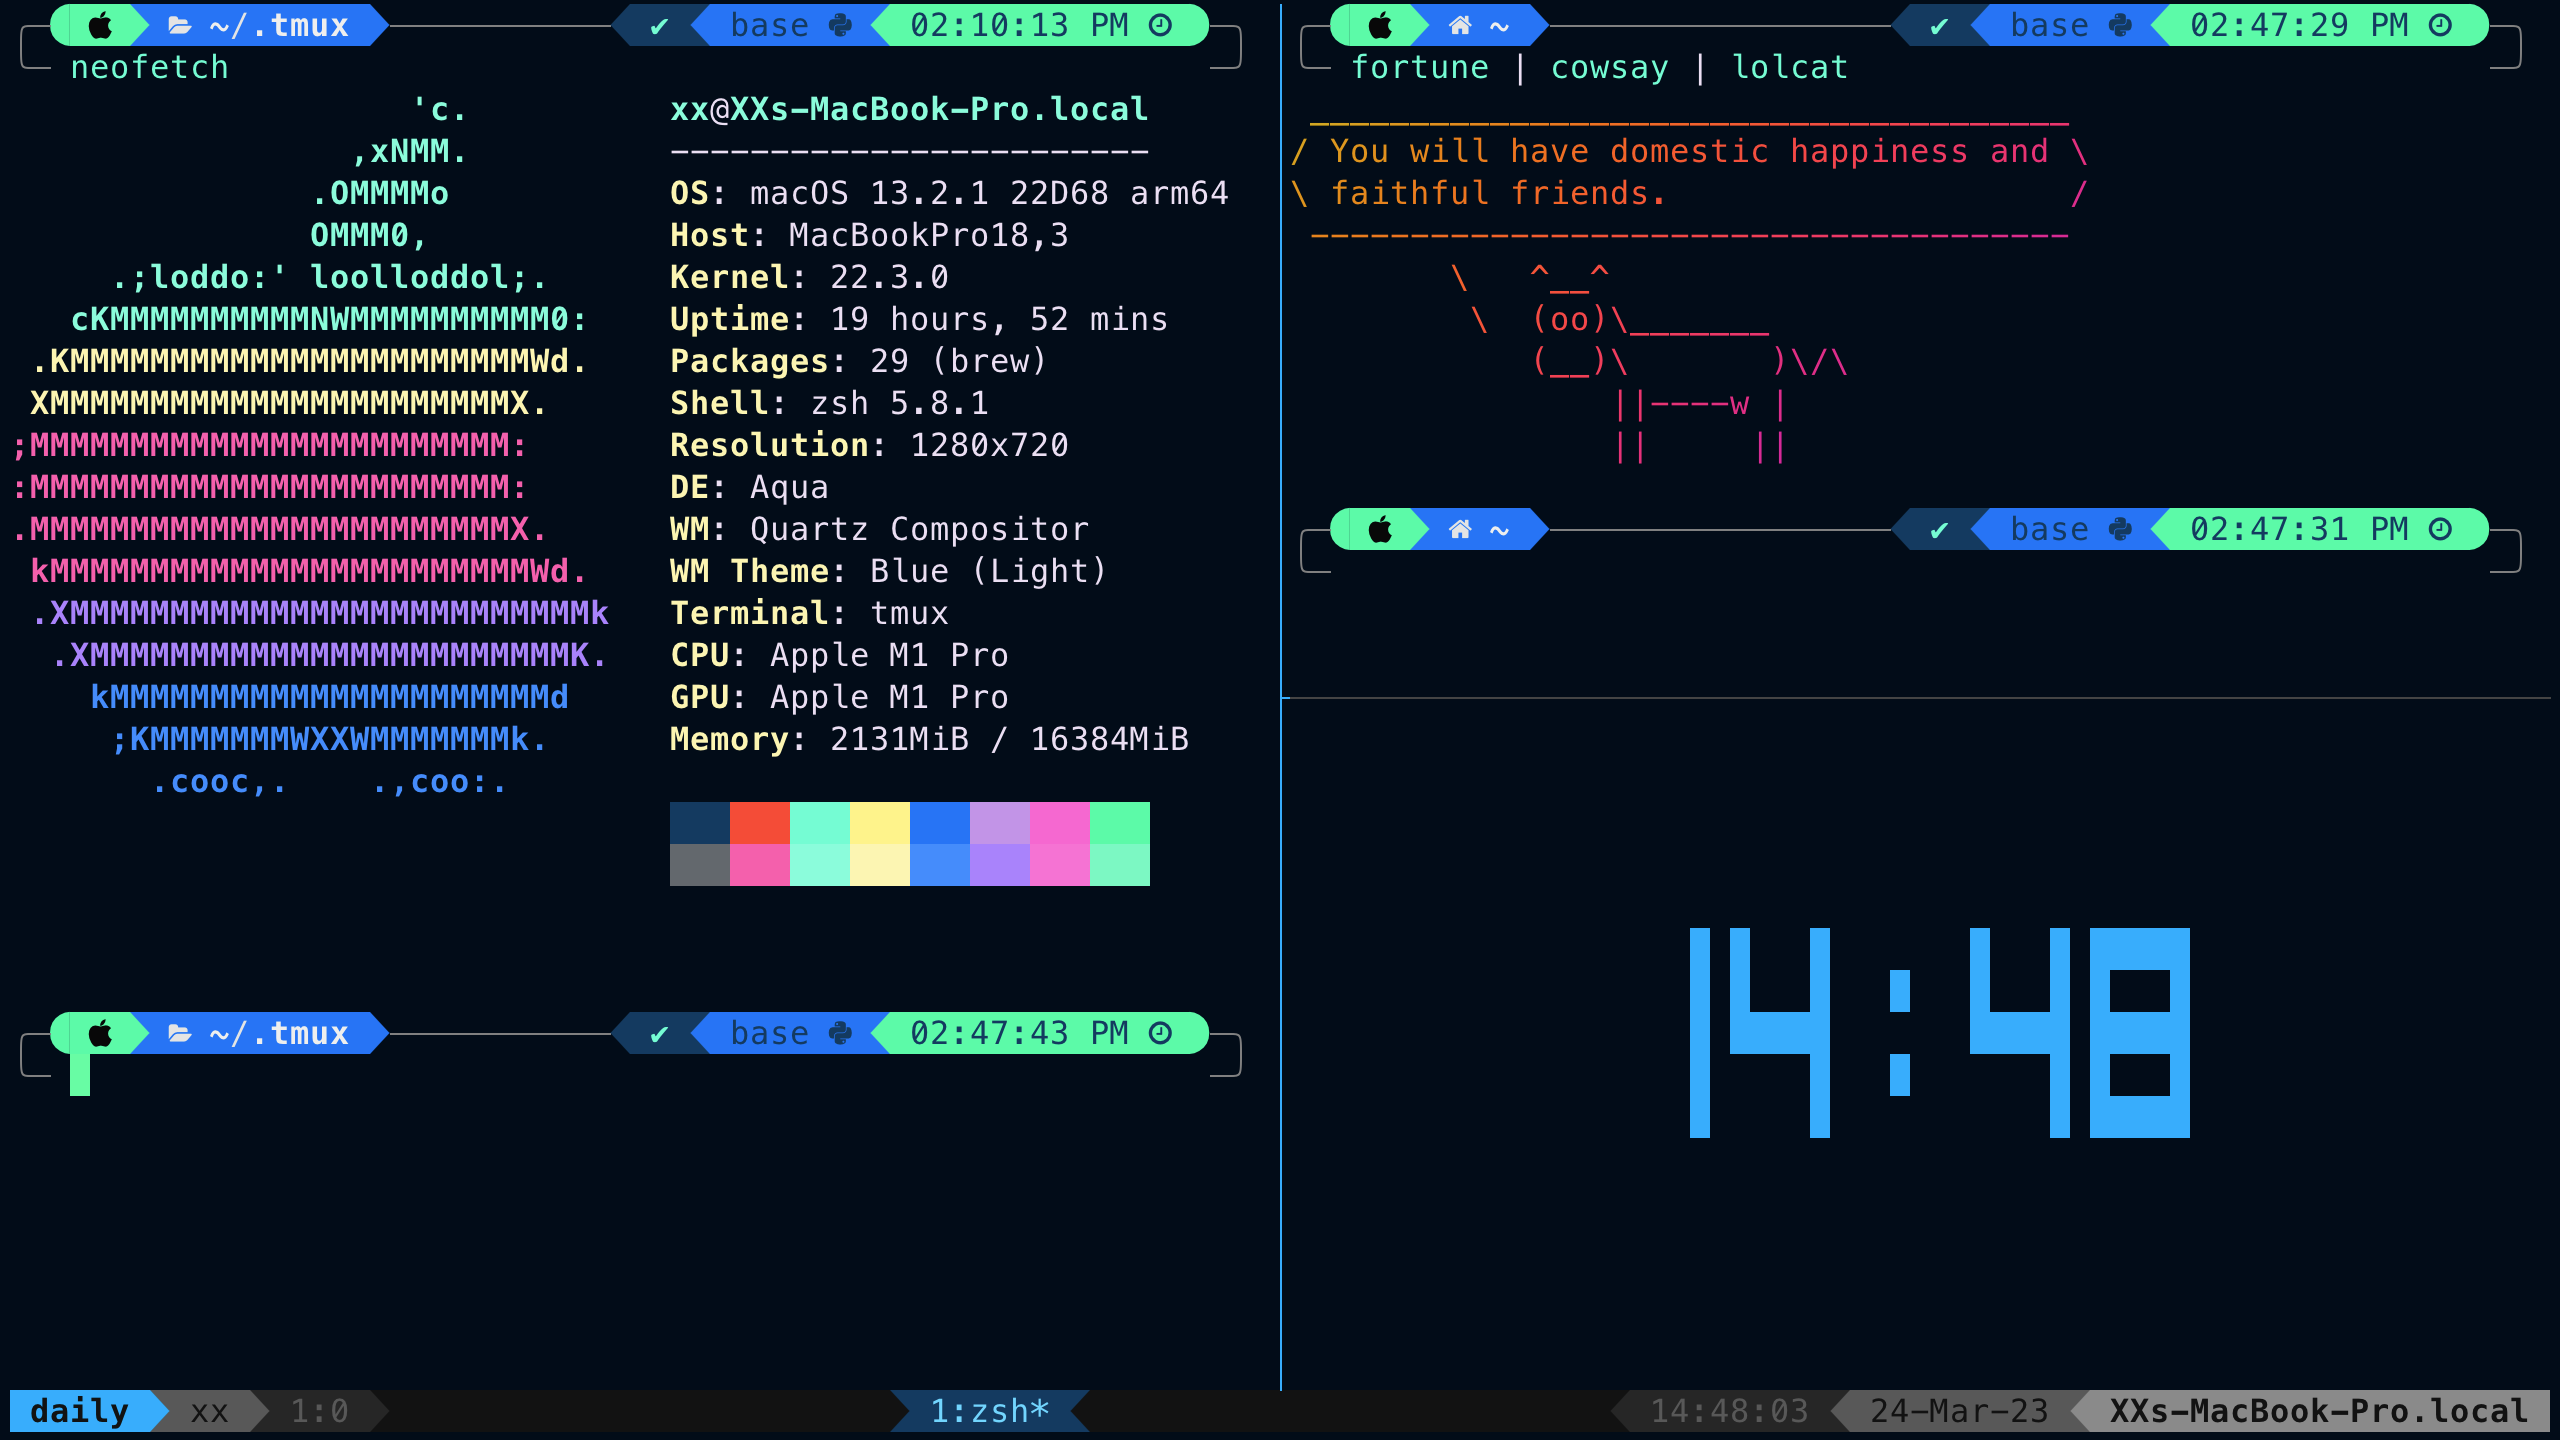 ~/.tmux ✔ base 02:10:13 PM
neofetch
'c.
,xNMM.
.OMMMMo
OMMM0,
.;loddo:' loolloddol;.
cKMMMMMMMMMMNWMMMMMMMMMM0:
.KMMMMMMMMMMMMMMMMMMMMMMMWd.
XMMMMMMMMMMMMMMMMMMMMMMMX.
;MMMMMMMMMMMMMMMMMMMMMMMM:
:MMMMMMMMMMMMMMMMMMMMMMMM:
.MMMMMMMMMMMMMMMMMMMMMMMMX.
kMMMMMMMMMMMMMMMMMMMMMMMMWd.
.XMMMMMMMMMMMMMMMMMMMMMMMMMMk
.XMMMMMMMMMMMMMMMMMMMMMMMMK.
kMMMMMMMMMMMMMMMMMMMMMMd
;KMMMMMMMWXXWMMMMMMMk.
.cooc,. .,coo:.
xx@XXs-MacBook-Pro.local
------------------------
OS: macOS 13.2.1 22D68 arm64
Host: MacBookPro18,3
Kernel: 22.3.0
Uptime: 19 hours, 52 mins
Packages: 29 (brew)
Shell: zsh 5.8.1
Resolution: 1280x720
DE: Aqua
WM: Quartz Compositor
WM Theme: Blue (Light)
Terminal: tmux
CPU: Apple M1 Pro
GPU: Apple M1 Pro
Memory: 2131MiB / 16384MiB
~/.tmux ✔ base 02:47:43 PM
~ ✔ base 02:47:29 PM
fortune | cowsay | lolcat
______________________________________
/ You will have domestic happiness and \
\ faithful friends. /
--------------------------------------
\ ^__^
\ (oo)\_______
(__)\ )\/\
||----w |
|| ||
~ ✔ base 02:47:31 PM
14:48
daily xx 1:0 1:zsh* 14:48:03 24-Mar-23 XXs-MacBook-Pro.local